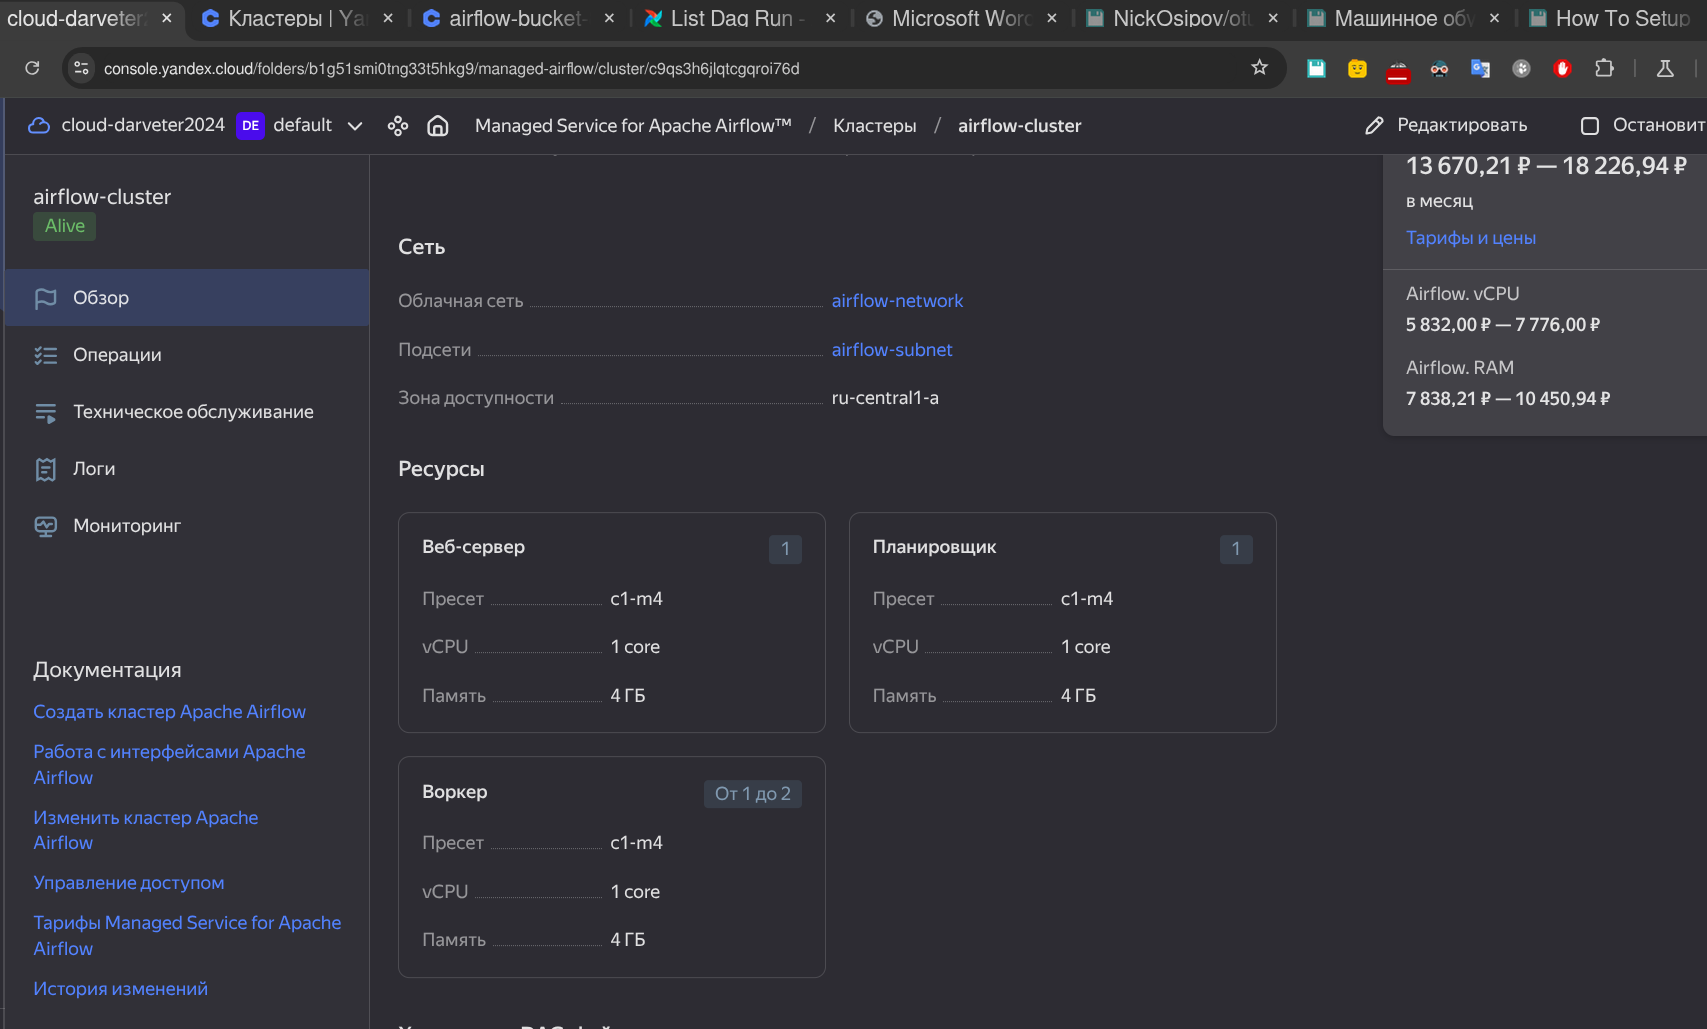 cloud-darveter
Кластеры | Ya
airflow-bucket-
List Dag Run -
Microsoft Word
NickOsipov/otu
Машинное обу
How To Setup
console.yandex.cloud/folders/b1g51smi0tng33t5hkg9/managed-airflow/cluster/c9qs3h6jlqtcgqroi76d
cloud-darveter2024 DE default
Managed Service for Apache Airflow™ / Кластеры / airflow-cluster
Редактировать
Остановит
airflow-cluster
Alive
Обзор
Операции
Техническое обслуживание
Логи
Мониторинг
Документация
Создать кластер Apache Airflow
Работа с интерфейсами Apache
Airflow
Изменить кластер Apache
Airflow
Управление доступом
Тарифы Managed Service for Apache
Airflow
История изменений
Сеть
Облачная сеть airflow-network
Подсети airflow-subnet
Зона доступности ru-central1-a
Ресурсы
Веб-сервер 1
Пресет c1-m4
vCPU 1 core
Память 4 ГБ
Планировщик 1
Пресет c1-m4
vCPU 1 core
Память 4 ГБ
Воркер От 1 до 2
Пресет c1-m4
vCPU 1 core
Память 4 ГБ
13 670,21 ₽ — 18 226,94 ₽
в месяц
Тарифы и цены
Airflow. vCPU
5 832,00 ₽ — 7 776,00 ₽
Airflow. RAM
7 838,21 ₽ — 10 450,94 ₽